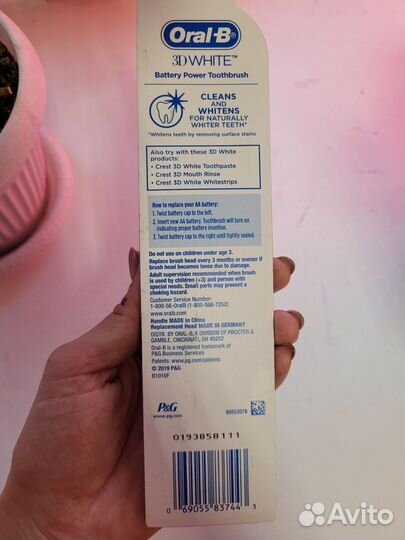 Oral-B®
3DWHITE™
Battery Power Toothbrush
CLEANS
AND
WHITENS
FOR NATURALLY
WHITER TEETH*
*Whitens teeth by removing surface stains
Also try with these 3D White
products:
• Crest 3D White Toothpaste
• Crest 3D Mouth Rinse
• Crest 3D White Whitestrips
How to replace your AA battery:
1. Twist battery cap to the left.
2. Insert new AA battery. Toothbrush will turn on
indicating proper battery insertion.
3. Twist battery cap to the right until tightly sealed.
Do not use on children under age 3.
Replace brush head every 3 months or sooner if
brush head becomes loose due to damage.
Adult supervision recommended when brush
is used by children (+3) and person with
special needs. Small parts may present a
choking hazard.
Customer Service Number:
1-800-56-OralB (1-800-566-7252)
www.oralb.com
Handle MADE in China
Replacement Head MADE in GERMANY
DISTR. BY ORAL-B, A DIVISION OF PROCTER &
GAMBLE, CINCINNATI, OH 45202
Oral-B is a registered trademark of
P&G Business Services
Patents: www.pg.com/patents
© 2019 P&G
B1010F
P&G
www.pg.com
90953078
0193858111
0 69055 83744 3
Avito